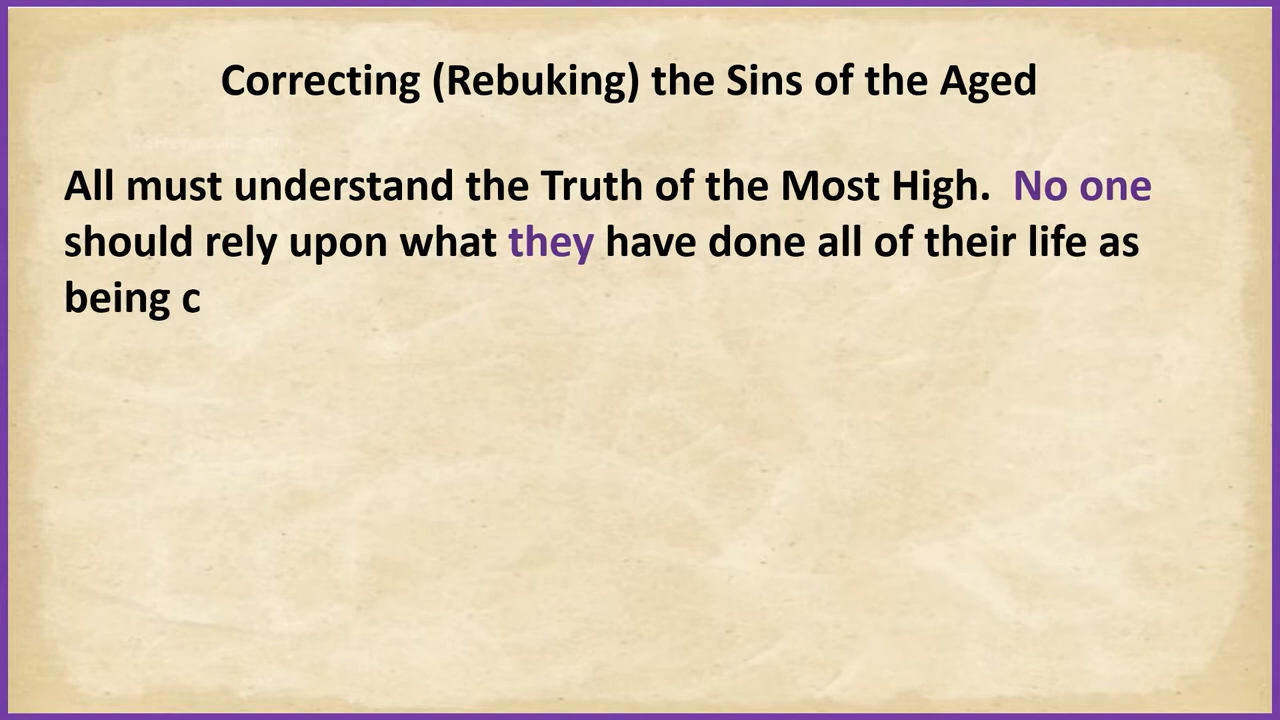 Correcting (Rebuking) the Sins of the Aged
All must understand the Truth of the Most High.  No one
should rely upon what they have done all of their life as
being c